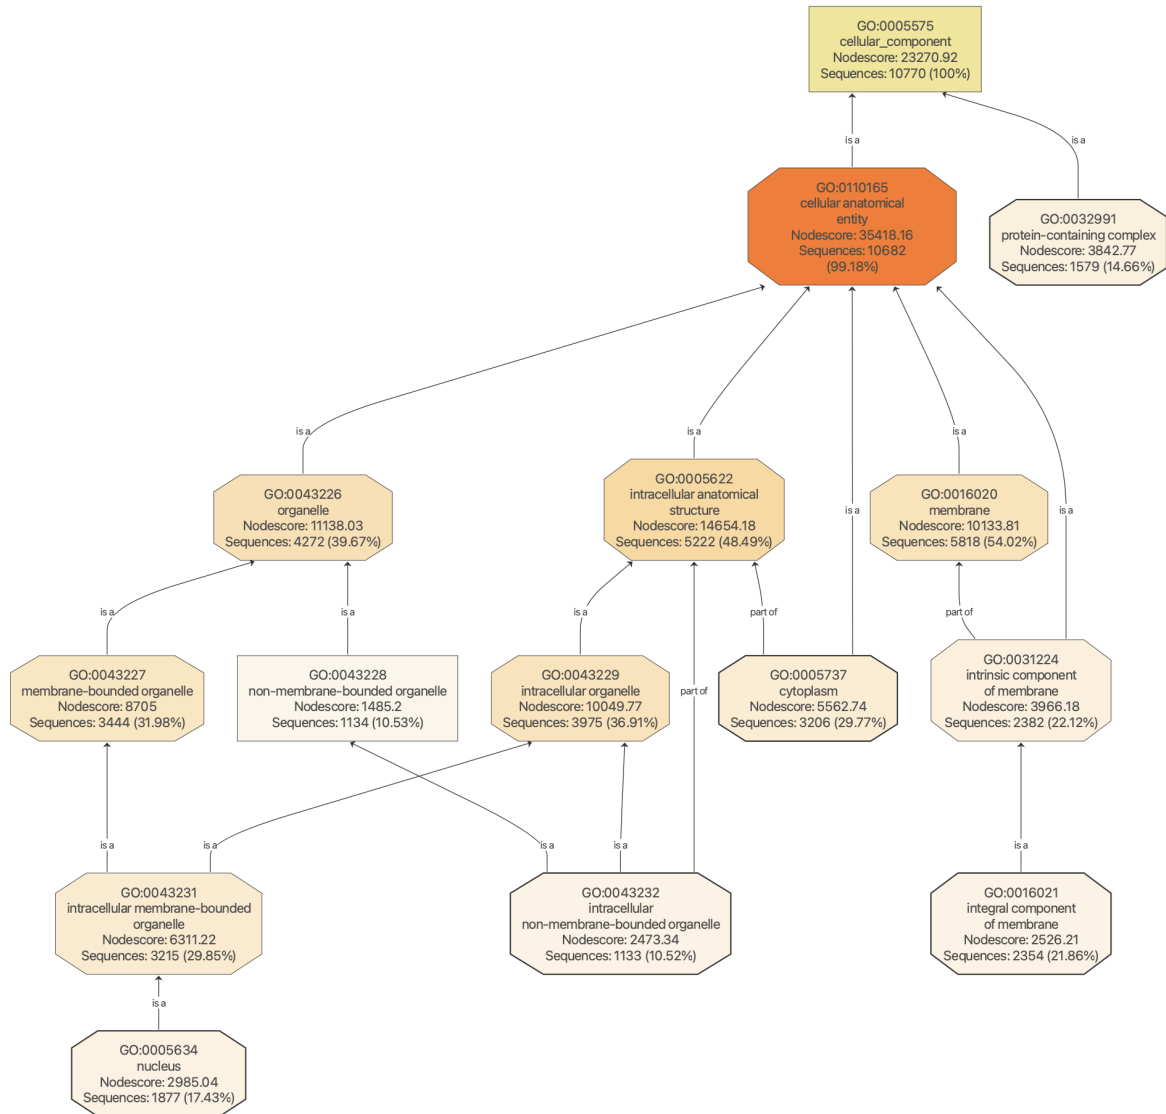 GO:0005575
cellular_component
Nodescore: 23270.92
Sequences: 10770 (100%)
is a
is a
GO:0110165
cellular anatomical
entity
Nodescore: 35418.16
Sequences: 10682
(99.18%)
GO:0032991
protein-containing complex
Nodescore: 3842.77
Sequences: 1579 (14.66%)
is a
is a
is a
is a
is a
GO:0043226
organelle
Nodescore: 11138.03
Sequences: 4272 (39.67%)
GO:0005622
intracellular anatomical
structure
Nodescore: 14654.18
Sequences: 5222 (48.49%)
GO:0016020
membrane
Nodescore: 10133.81
Sequences: 5818 (54.02%)
is a
is a
is a
part of
part of
part of
GO:0043227
membrane-bounded organelle
Nodescore: 8705
Sequences: 3444 (31.98%)
GO:0043228
non-membrane-bounded organelle
Nodescore: 1485.2
Sequences: 1134 (10.53%)
GO:0043229
intracellular organelle
Nodescore: 10049.77
Sequences: 3975 (36.91%)
GO:0005737
cytoplasm
Nodescore: 5562.74
Sequences: 3206 (29.77%)
GO:0031224
intrinsic component
of membrane
Nodescore: 3966.18
Sequences: 2382 (22.12%)
is a
is a
is a
is a
is a
GO:0043231
intracellular membrane-bounded
organelle
Nodescore: 6311.22
Sequences: 3215 (29.85%)
GO:0043232
intracellular
non-membrane-bounded organelle
Nodescore: 2473.34
Sequences: 1133 (10.52%)
GO:0016021
integral component
of membrane
Nodescore: 2526.21
Sequences: 2354 (21.86%)
is a
GO:0005634
nucleus
Nodescore: 2985.04
Sequences: 1877 (17.43%)